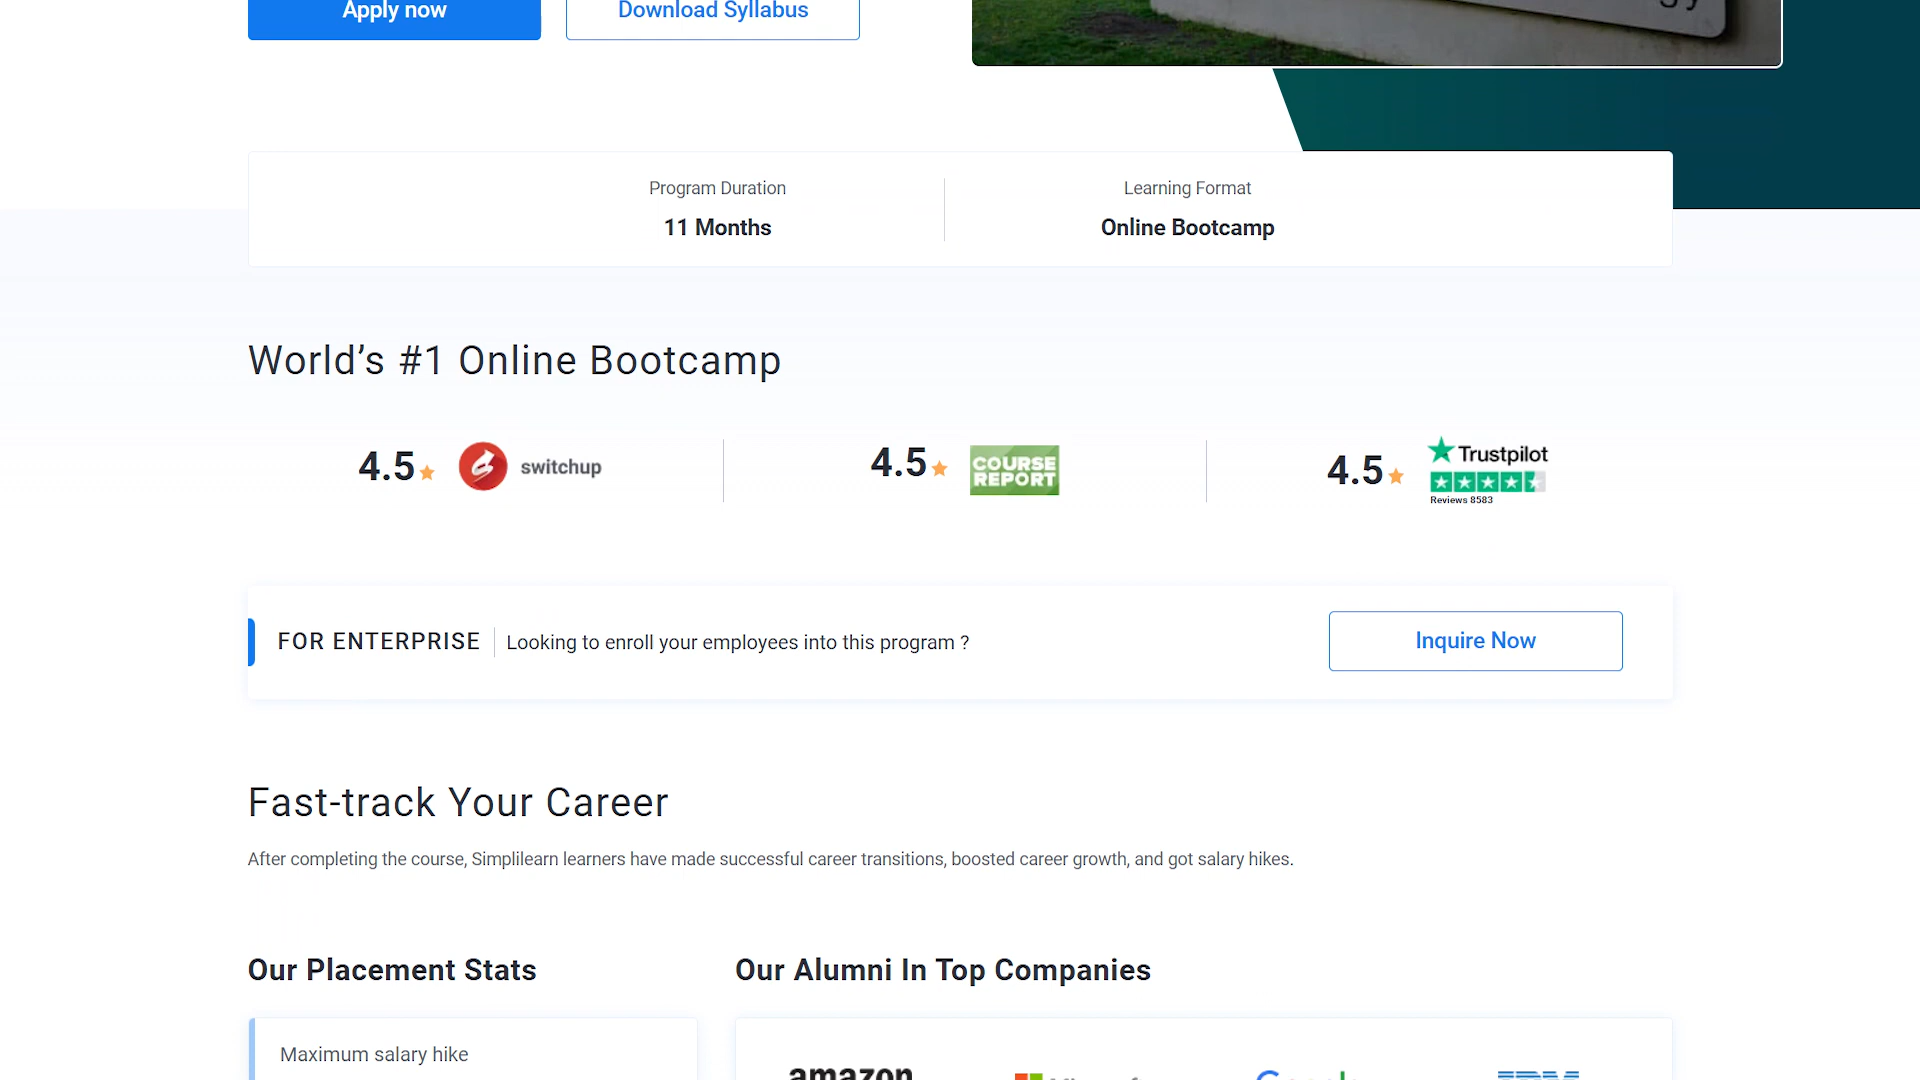 Apply now
Download Syllabus
Program Duration
11 Months
Learning Format
Online Bootcamp
World’s #1 Online Bootcamp
4.5 switchup
4.5 COURSE REPORT
4.5 Trustpilot
Reviews 8583
FOR ENTERPRISE
Looking to enroll your employees into this program ?
Inquire Now
Fast-track Your Career
After completing the course, Simplilearn learners have made successful career transitions, boosted career growth, and got salary hikes.
Our Placement Stats
Our Alumni In Top Companies
Maximum salary hike
amazon
Google
IBM